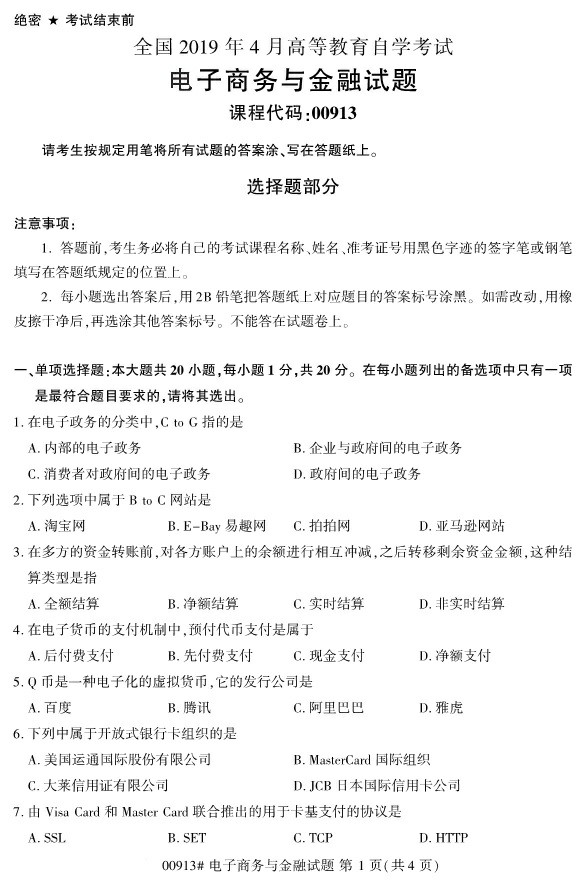 绝密 ★ 考试结束前
全国 2019 年 4 月高等教育自学考试
电子商务与金融试题
课程代码:00913
请考生按规定用笔将所有试题的答案涂、写在答题纸上。
选择题部分
注意事项:
1. 答题前,考生务必将自己的考试课程名称、姓名、准考证号用黑色字迹的签字笔或钢笔
填写在答题纸规定的位置上。
2. 每小题选出答案后,用 2B 铅笔把答题纸上对应题目的答案标号涂黑。如需改动,用橡
皮擦干净后,再选涂其他答案标号。不能答在试题卷上。
一、单项选择题:本大题共 20 小题,每小题 1 分,共 20 分。在每小题列出的备选项中只有一项
是最符合题目要求的,请将其选出。
1. 在电子政务的分类中,C to G 指的是
A. 内部的电子政务 B. 企业与政府间的电子政务
C. 消费者对政府间的电子政务 D. 政府间的电子政务
2. 下列选项中属于 B to C 网站是
A. 淘宝网 B. E-Bay 易趣网 C. 拍拍网 D. 亚马逊网站
3. 在多方的资金转账前,对各方账户上的余额进行相互冲减,之后转移剩余资金金额,这种结
算类型是指
A. 全额结算 B. 净额结算 C. 实时结算 D. 非实时结算
4. 在电子货币的支付机制中,预付代币支付是属于
A. 后付费支付 B. 先付费支付 C. 现金支付 D. 净额支付
5. Q 币是一种电子化的虚拟货币,它的发行公司是
A. 百度 B. 腾讯 C. 阿里巴巴 D. 雅虎
6. 下列中属于开放式银行卡组织的是
A. 美国运通国际股份有限公司 B. MasterCard 国际组织
C. 大莱信用证有限公司 D. JCB 日本国际信用卡公司
7. 由 Visa Card 和 Master Card 联合推出的用于卡基支付的协议是
A. SSL B. SET C. TCP D. HTTP
00913# 电子商务与金融试题 第 1 页(共 4 页)